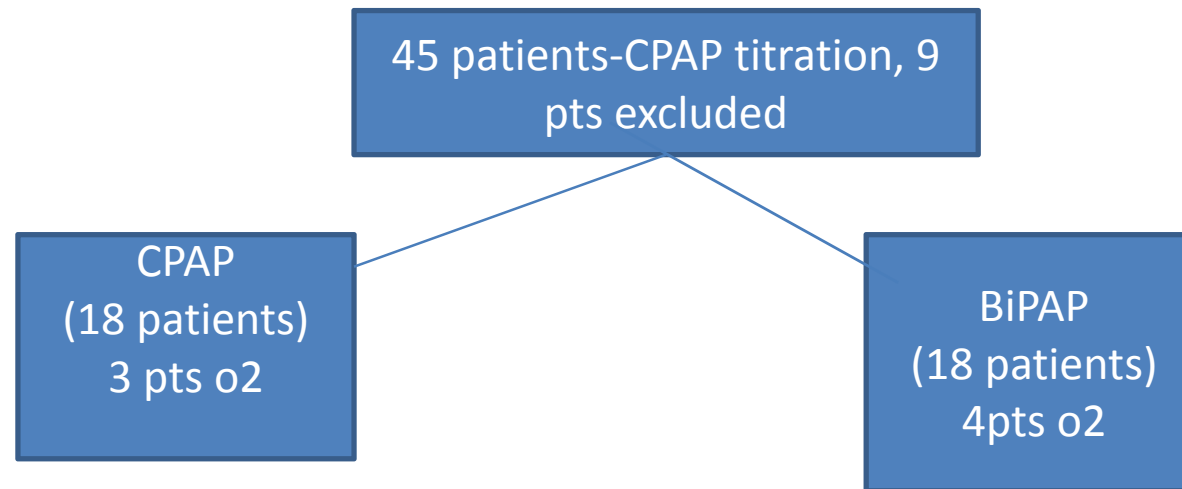 45 patients-CPAP titration, 9
pts excluded
CPAP
(18 patients)
3 pts o2
BiPAP
(18 patients)
4pts o2